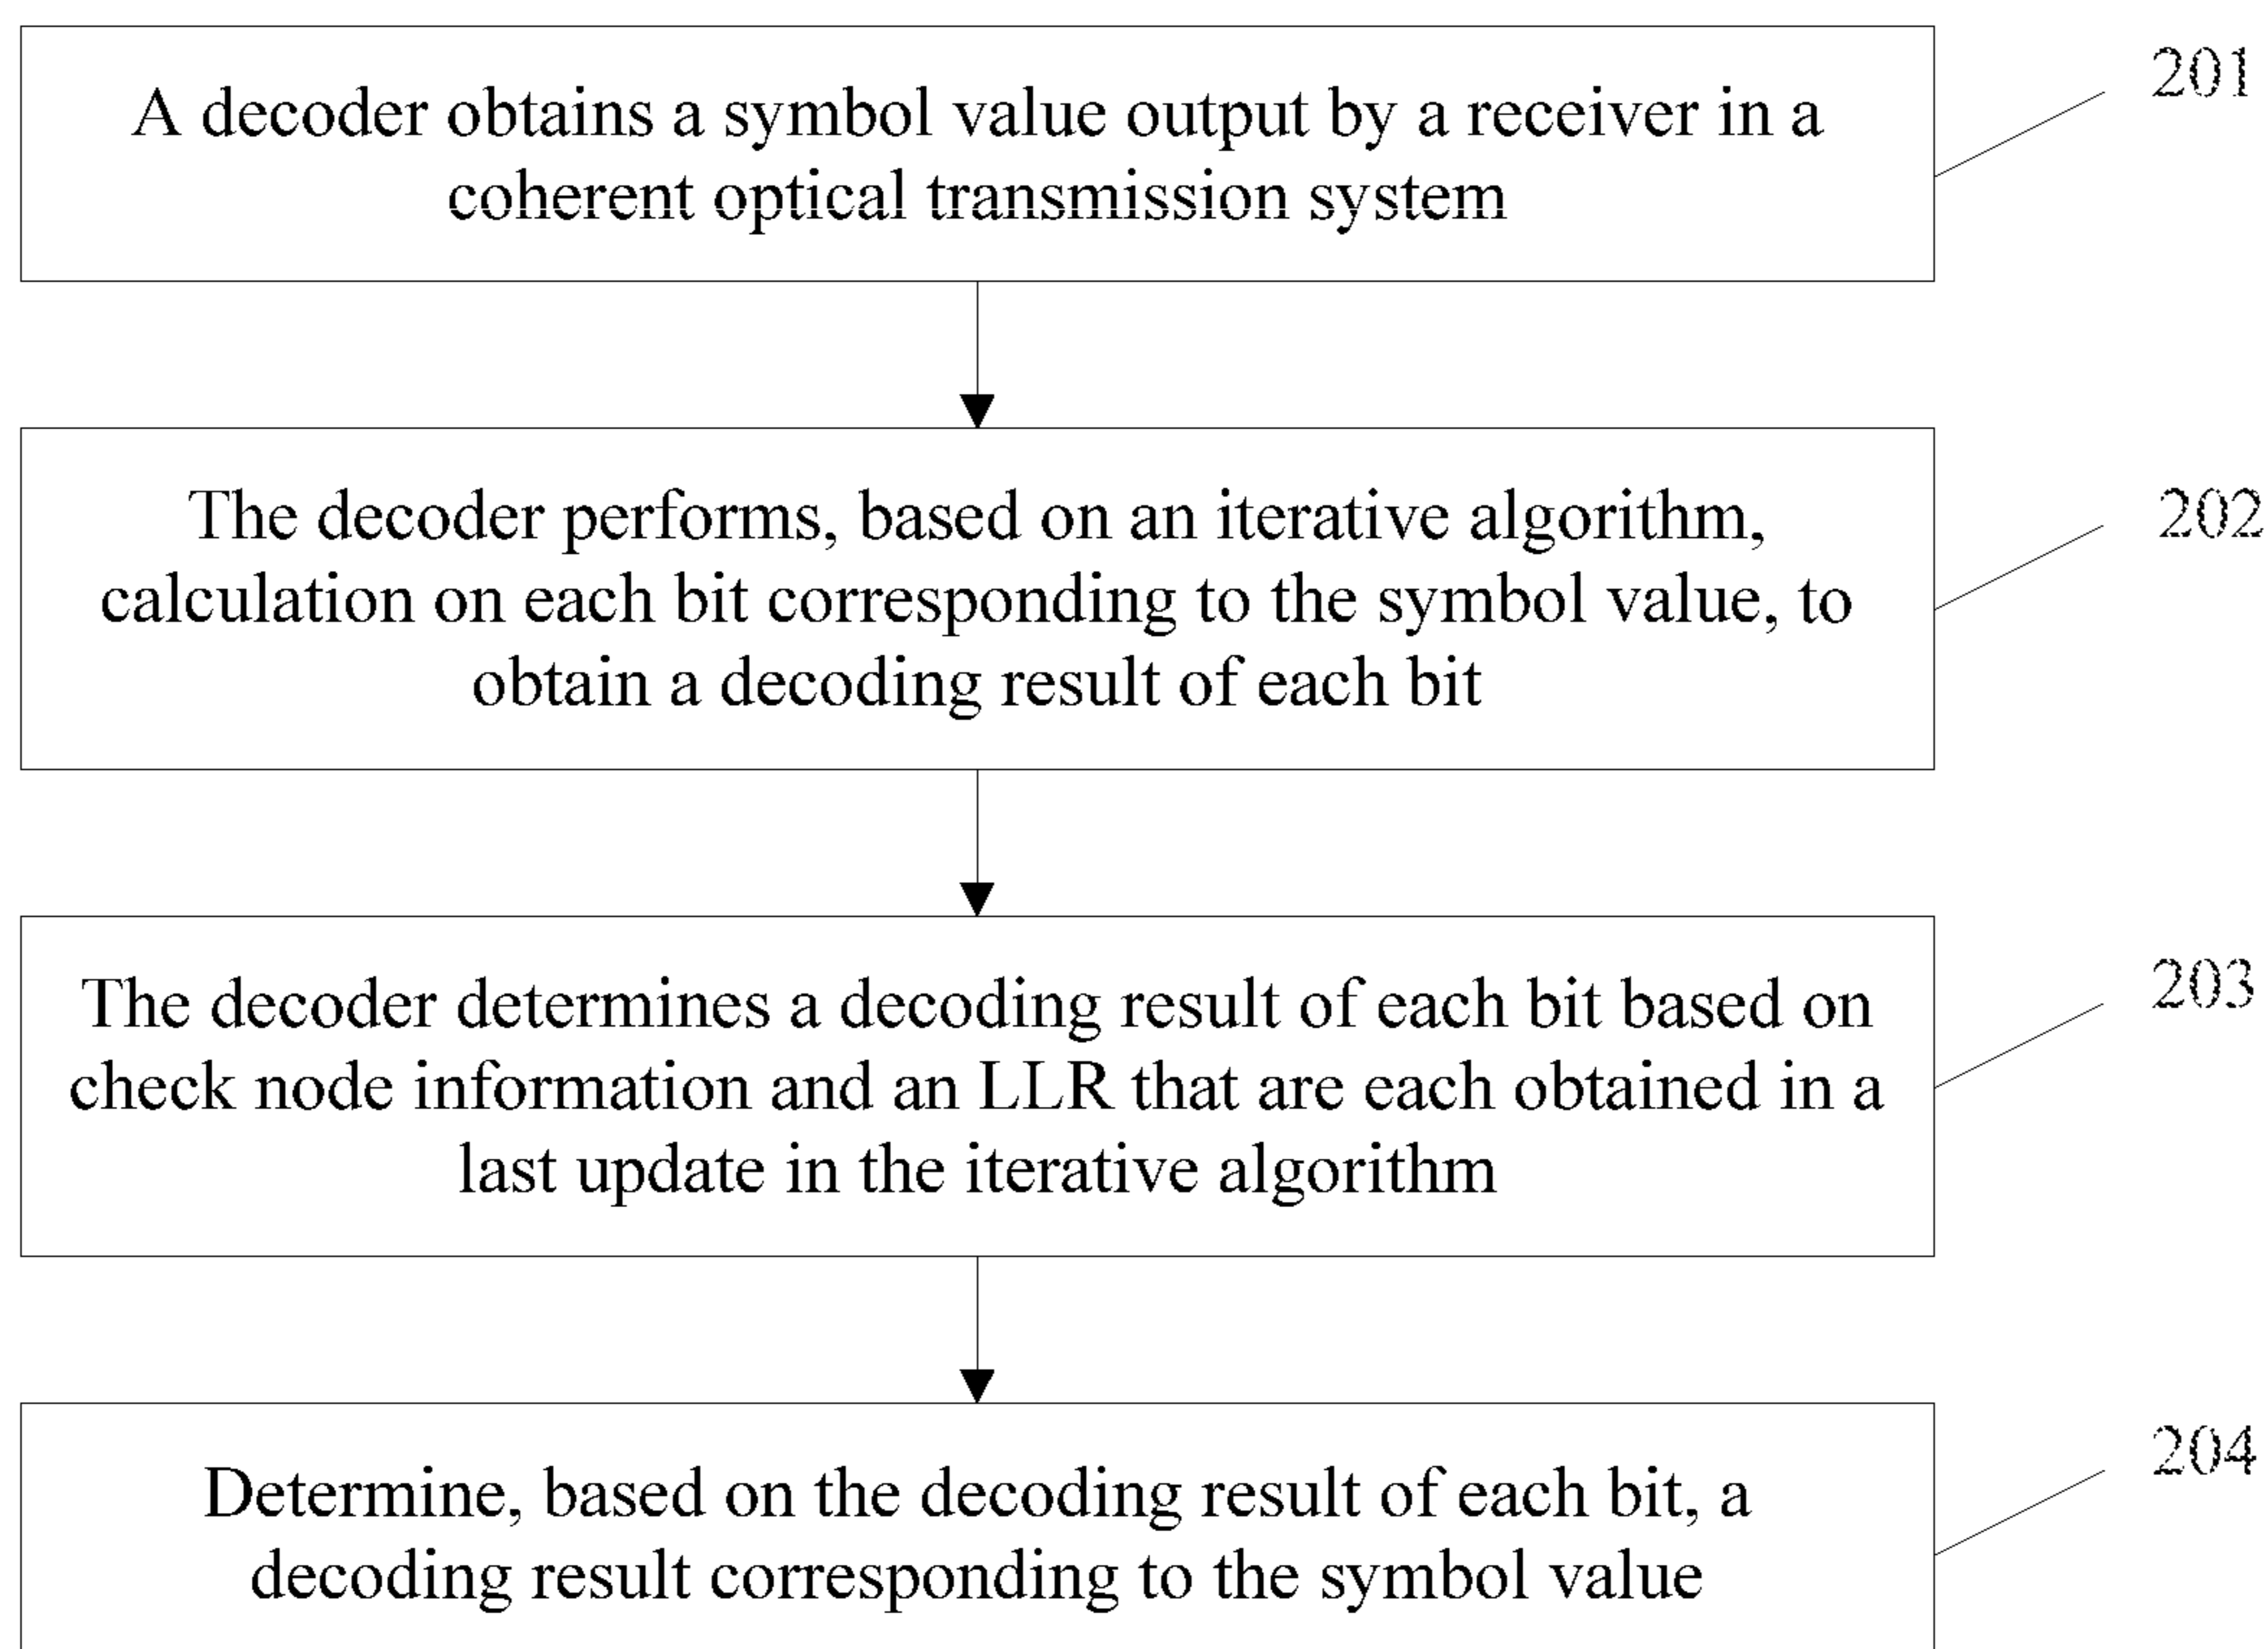 A decoder obtains a symbol value output by a receiver in a
coherent optical transmission system
201
The decoder performs, based on an iterative algorithm,
calculation on each bit corresponding to the symbol value, to
obtain a decoding result of each bit
202
The decoder determines a decoding result of each bit based on
check node information and an LLR that are each obtained in a
last update in the iterative algorithm
203
Determine, based on the decoding result of each bit, a
decoding result corresponding to the symbol value
204